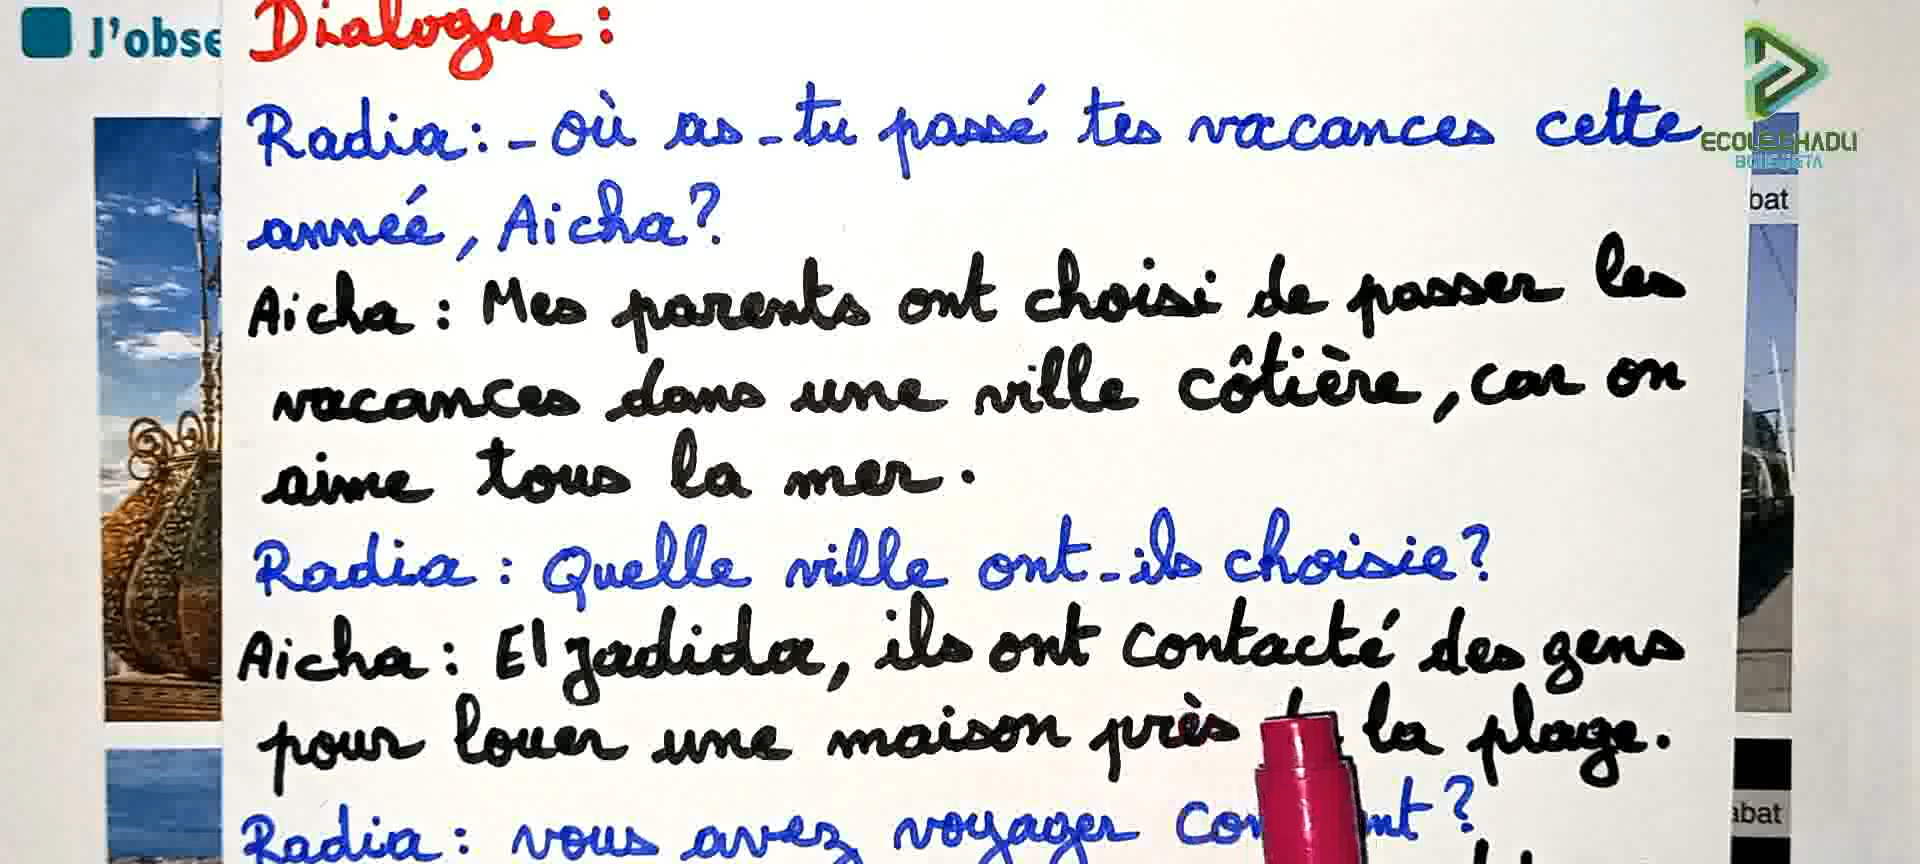 J'obse
Dialogue :
Radia : - où as - tu passé tes vacances cette
anneé, Aicha ?
Aicha : Mes parents ont choisi de passer les
vacances dans une ville côtière, car on
aime tous la mer .
Radia : Quelle ville ont - ils choisie ?
Aicha : El jadida, ils ont contacté des gens
pour louer une maison près la plage .
Radia : vous avez voyager ?
bat
abat